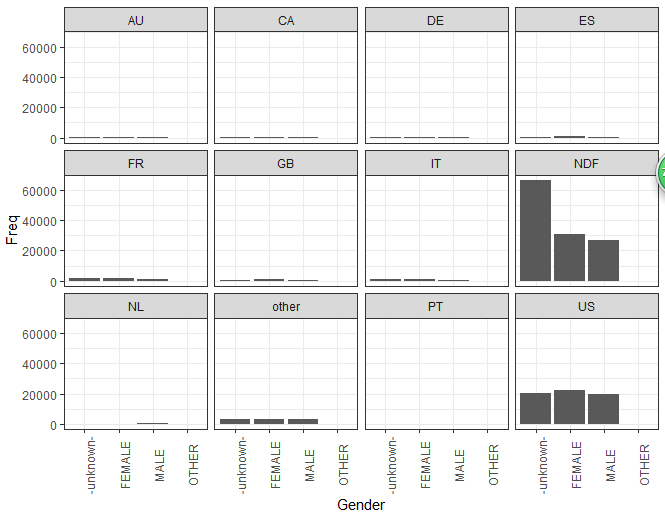 AU CA DE ES
60000
40000
20000
0
FR GB IT NDF
60000
40000
20000
0
Freq
NL other PT US
60000
40000
20000
0
-unknown- FEMALE MALE OTHER -unknown- FEMALE MALE OTHER -unknown- FEMALE MALE OTHER -unknown- FEMALE MALE OTHER
Gender